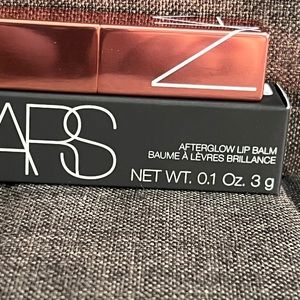 ARS
AFTERGLOW LIP BALM
BAUME À LÈVRES BRILLANCE
NET WT. 0.1 Oz. 3 g